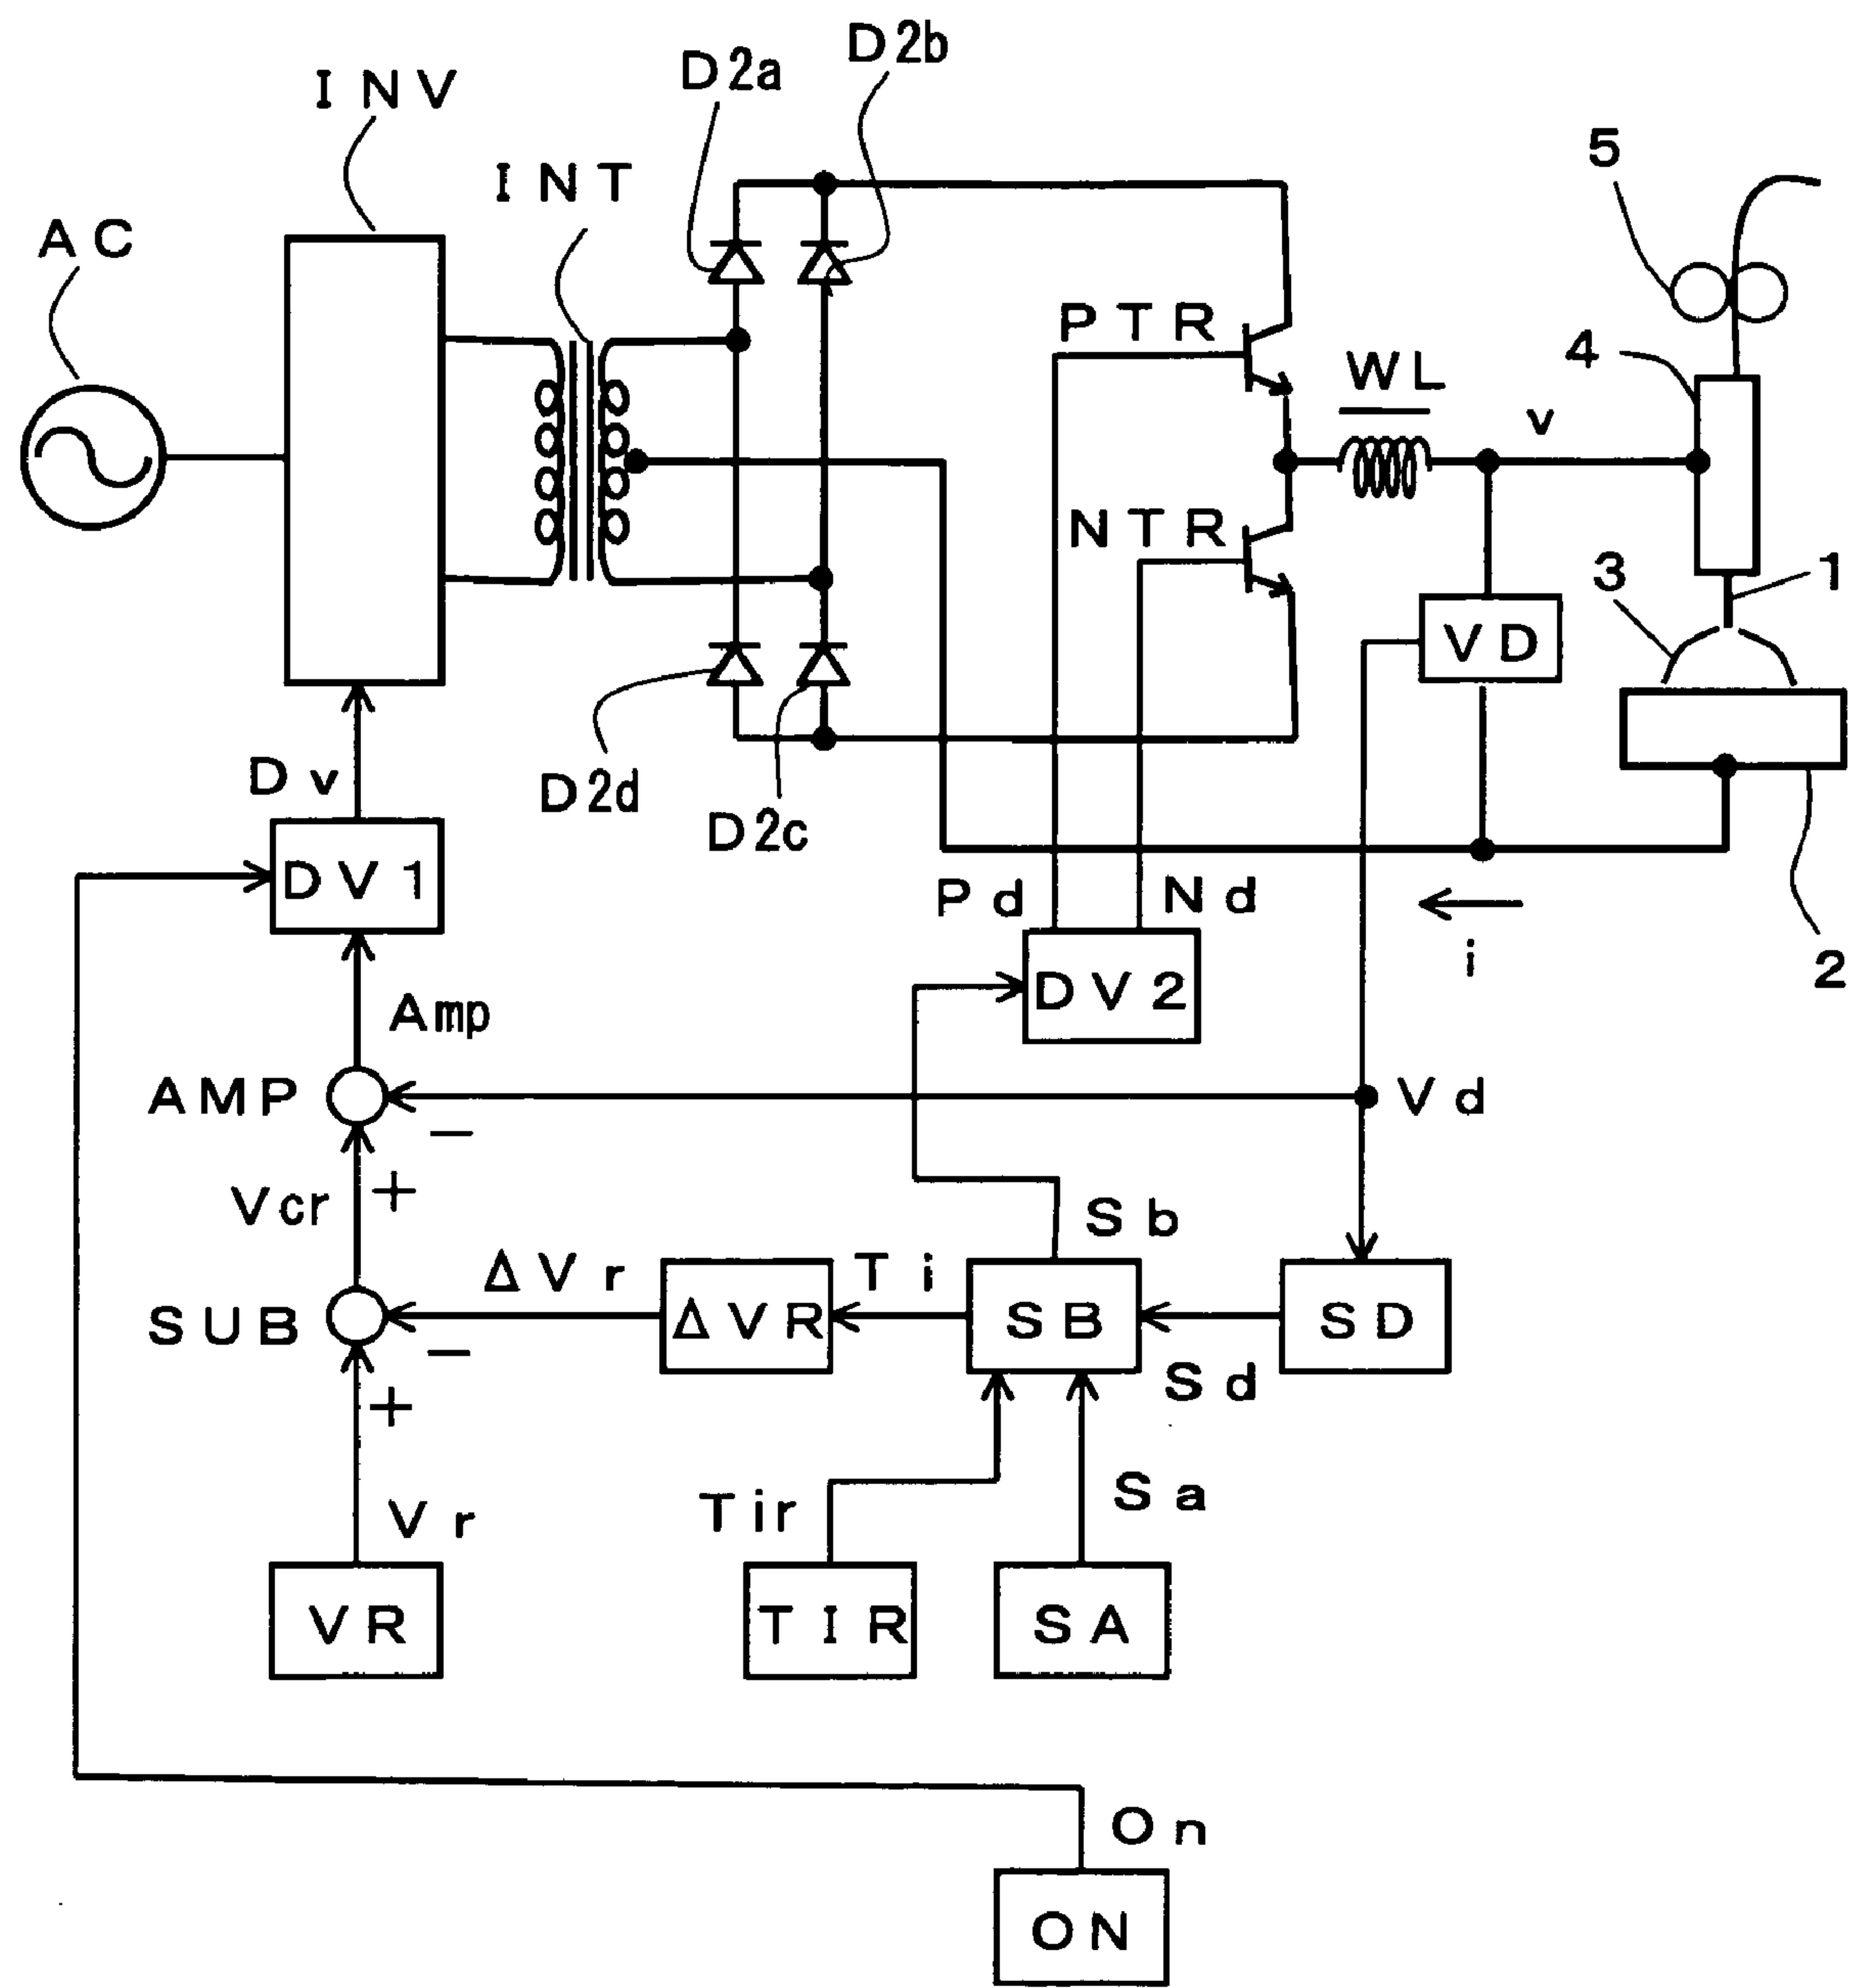 D2b
D2a
INV
5
INT
AC
PTR
4
WL
v
NTR
3
1
VD
Dv
D2d
D2c
DV1
Pd
Nd
i
2
DV2
Amp
AMP
−
Vd
+
Vcr
Sb
ΔVr
Ti
SUB
−
ΔVR
SB
SD
Sd
+
Sa
Tir
Vr
VR
TIR
SA
On
ON